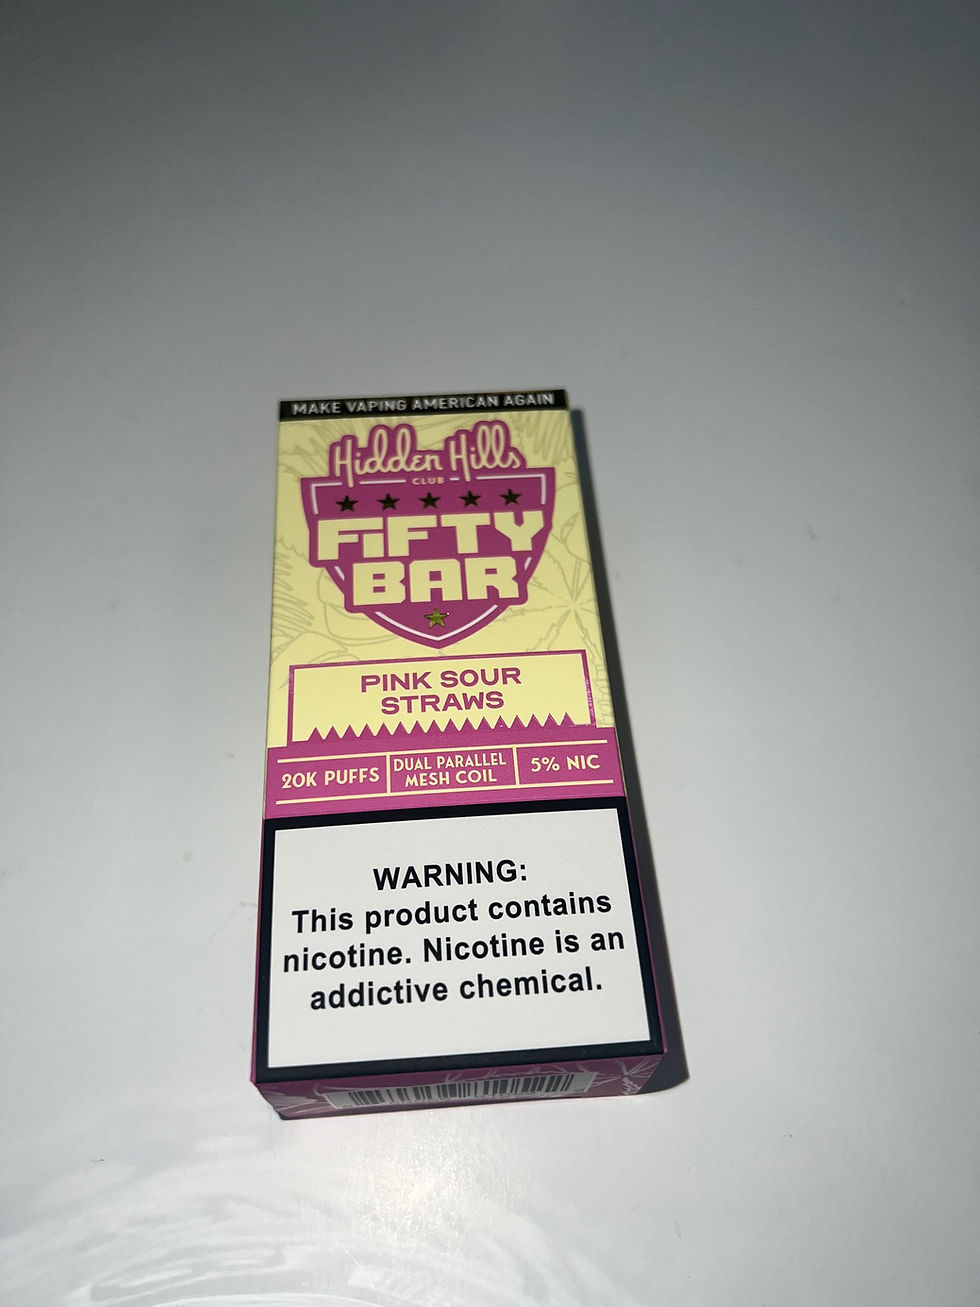 MAKE VAPING AMERICAN AGAIN
Hidden Hills
CLUB
FiFTY
BAR
PINK SOUR
STRAWS
20K PUFFS
DUAL PARALLEL
MESH COIL
5% NIC
WARNING:
This product contains
nicotine. Nicotine is an
addictive chemical.